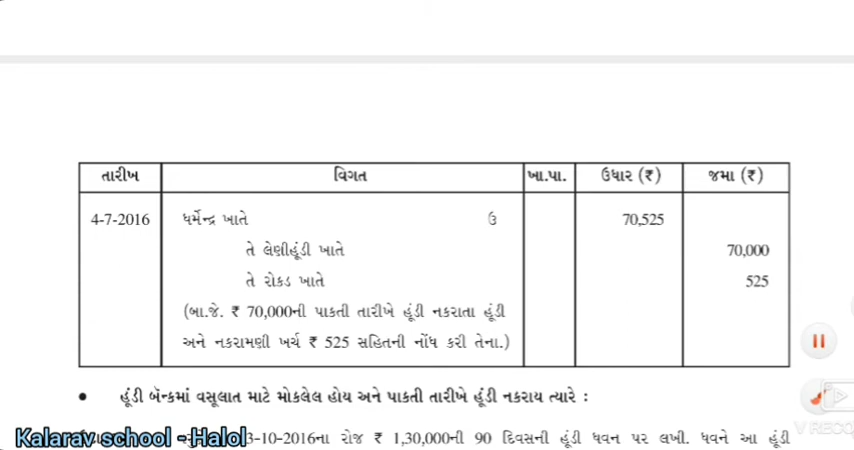 તારીખ વિગત ખા.પા. ઉધાર (₹) જમા (₹)
4-7-2016 ધર્મેન્દ્ર ખાતે ઉ 70,525
તે લેણીહૂંડી ખાતે 70,000
તે રોકડ ખાતે 525
(બા.જે. ₹ 70,000ની પાકતી તારીખે હૂંડી નકરાતા હૂંડી
અને નકરામણી ખર્ચ ₹ 525 સહિતની નોંધ કરી તેના.)
• હૂંડી બૅન્કમાં વસૂલાત માટે મોકલેલ હોય અને પાકતી તારીખે હૂંડી નકરાય ત્યારે :
3-10-2016ના રોજ ₹ 1,30,000ની 90 દિવસની હૂંડી ધવન પર લખી. ધવને આ હૂંડી
Kalarav school - Halol
V RECO